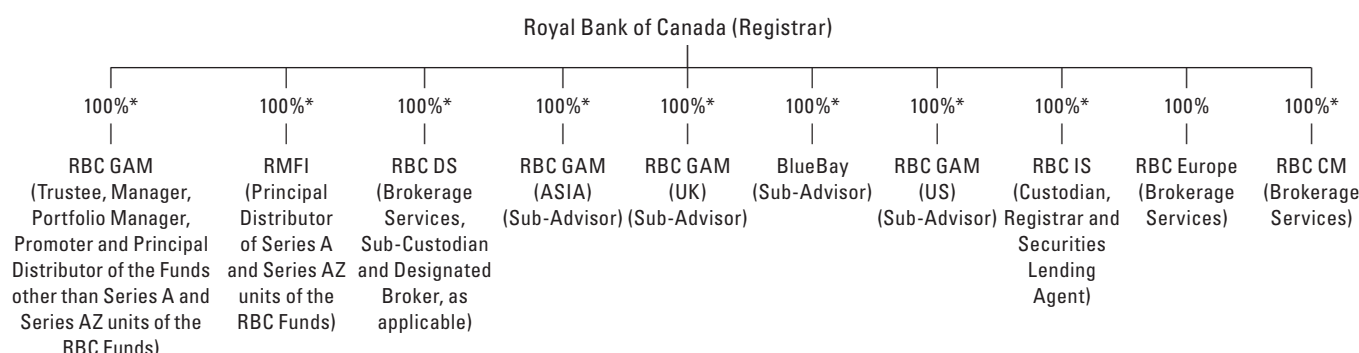 Royal Bank of Canada (Registrar)
100%*
100%*
100%*
100%*
100%*
100%*
100%*
100%*
100%
100%*
RBC GAM
(Trustee, Manager,
Portfolio Manager,
Promoter and Principal
Distributor of the Funds
other than Series A and
Series AZ units of the
RBC Funds)
RMFI
(Principal
Distributor
of Series A
and Series AZ
units of the
RBC Funds)
RBC DS
(Brokerage
Services,
Sub-Custodian
and Designated
Broker, as
applicable)
RBC GAM
(ASIA)
(Sub-Advisor)
RBC GAM
(UK)
(Sub-Advisor)
BlueBay
(Sub-Advisor)
RBC GAM
(US)
(Sub-Advisor)
RBC IS
(Custodian,
Registrar and
Securities
Lending
Agent)
RBC Europe
(Brokerage
Services)
RBC CM
(Brokerage
Services)